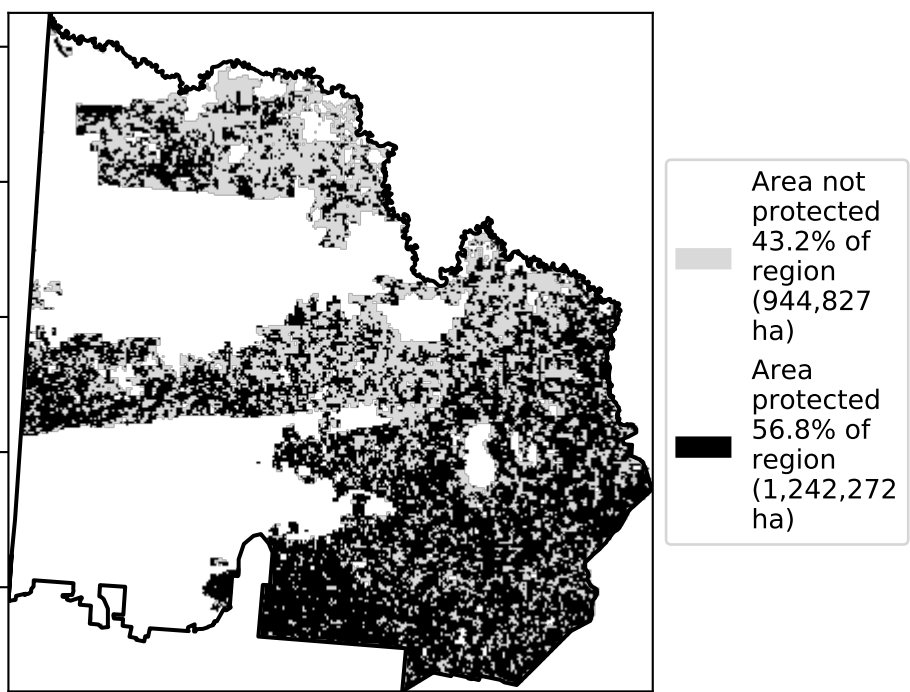 Area not
protected
43.2% of
region
(944,827
ha)
Area
protected
56.8% of
region
(1,242,272
ha)